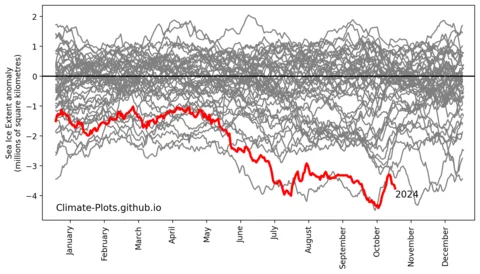 Sea Ice Extent anomaly
(millions of square kilometres)
2
1
0
−1
−2
−3
−4
2024
Climate-Plots.github.io
January
February
March
April
May
June
July
August
September
October
November
December